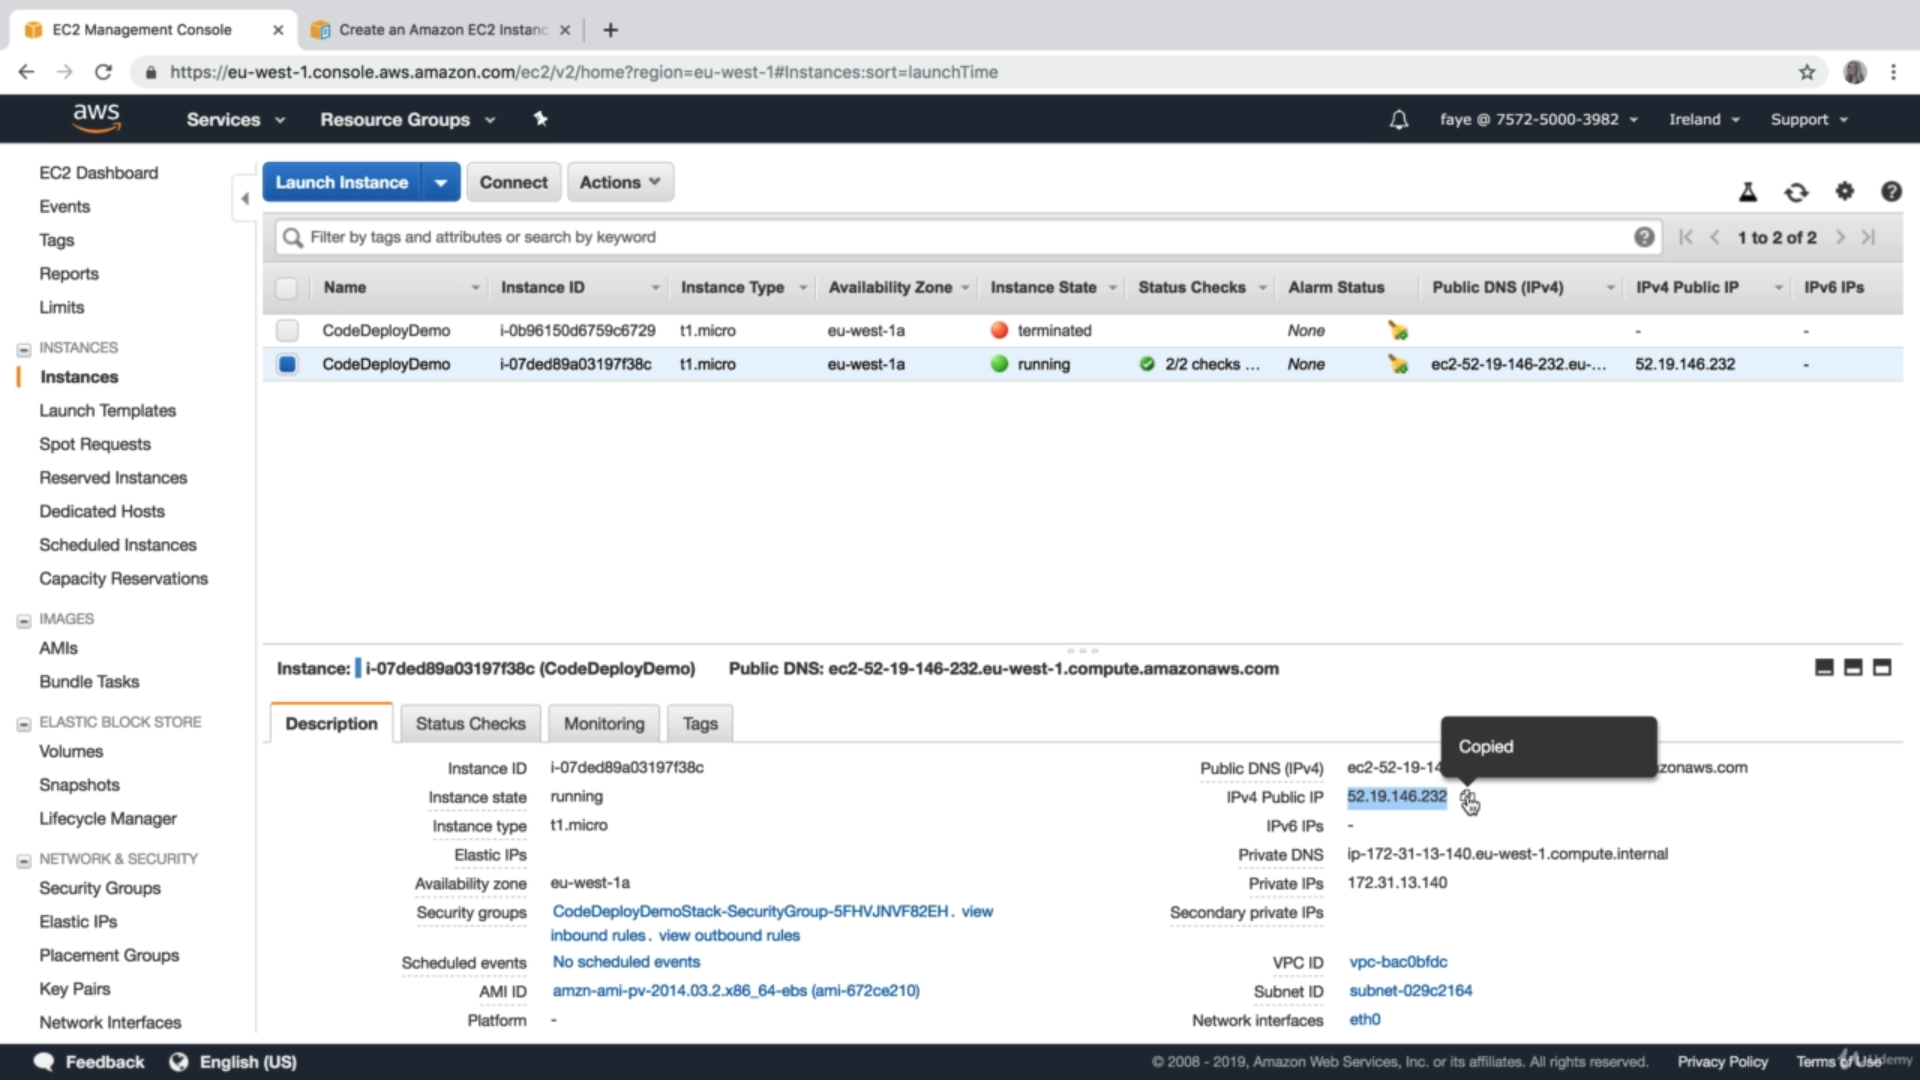 EC2 Management Console
Create an Amazon EC2 Instanc
https://eu-west-1.console.aws.amazon.com/ec2/v2/home?region=eu-west-1#Instances:sort=launchTime
aws
Services
Resource Groups
faye @ 7572-5000-3982
Ireland
Support
EC2 Dashboard
Events
Tags
Reports
Limits
INSTANCES
Instances
Launch Templates
Spot Requests
Reserved Instances
Dedicated Hosts
Scheduled Instances
Capacity Reservations
IMAGES
AMIs
Bundle Tasks
ELASTIC BLOCK STORE
Volumes
Snapshots
Lifecycle Manager
NETWORK & SECURITY
Security Groups
Elastic IPs
Placement Groups
Key Pairs
Network Interfaces
Launch Instance
Connect
Actions
Filter by tags and attributes or search by keyword
1 to 2 of 2
Name Instance ID Instance Type Availability Zone Instance State Status Checks Alarm Status Public DNS (IPv4) IPv4 Public IP IPv6 IPs
CodeDeployDemo i-0b96150d6759c6729 t1.micro eu-west-1a terminated None - -
CodeDeployDemo i-07ded89a03197f38c t1.micro eu-west-1a running 2/2 checks ... None ec2-52-19-146-232.eu-... 52.19.146.232 -
Instance: i-07ded89a03197f38c (CodeDeployDemo) Public DNS: ec2-52-19-146-232.eu-west-1.compute.amazonaws.com
Description
Status Checks
Monitoring
Tags
Copied
Instance ID i-07ded89a03197f38c
Instance state running
Instance type t1.micro
Elastic IPs
Availability zone eu-west-1a
Security groups CodeDeployDemoStack-SecurityGroup-5FHVJNVF82EH. view
inbound rules. view outbound rules
Scheduled events No scheduled events
AMI ID amzn-ami-pv-2014.03.2.x86_64-ebs (ami-672ce210)
Platform -
Public DNS (IPv4) ec2-52-19-14 zonaws.com
IPv4 Public IP 52.19.146.232
IPv6 IPs -
Private DNS ip-172-31-13-140.eu-west-1.compute.internal
Private IPs 172.31.13.140
Secondary private IPs
VPC ID vpc-bac0bfdc
Subnet ID subnet-029c2164
Network interfaces eth0
Feedback
English (US)
© 2008 - 2019, Amazon Web Services, Inc. or its affiliates. All rights reserved.
Privacy Policy
Terms of Use